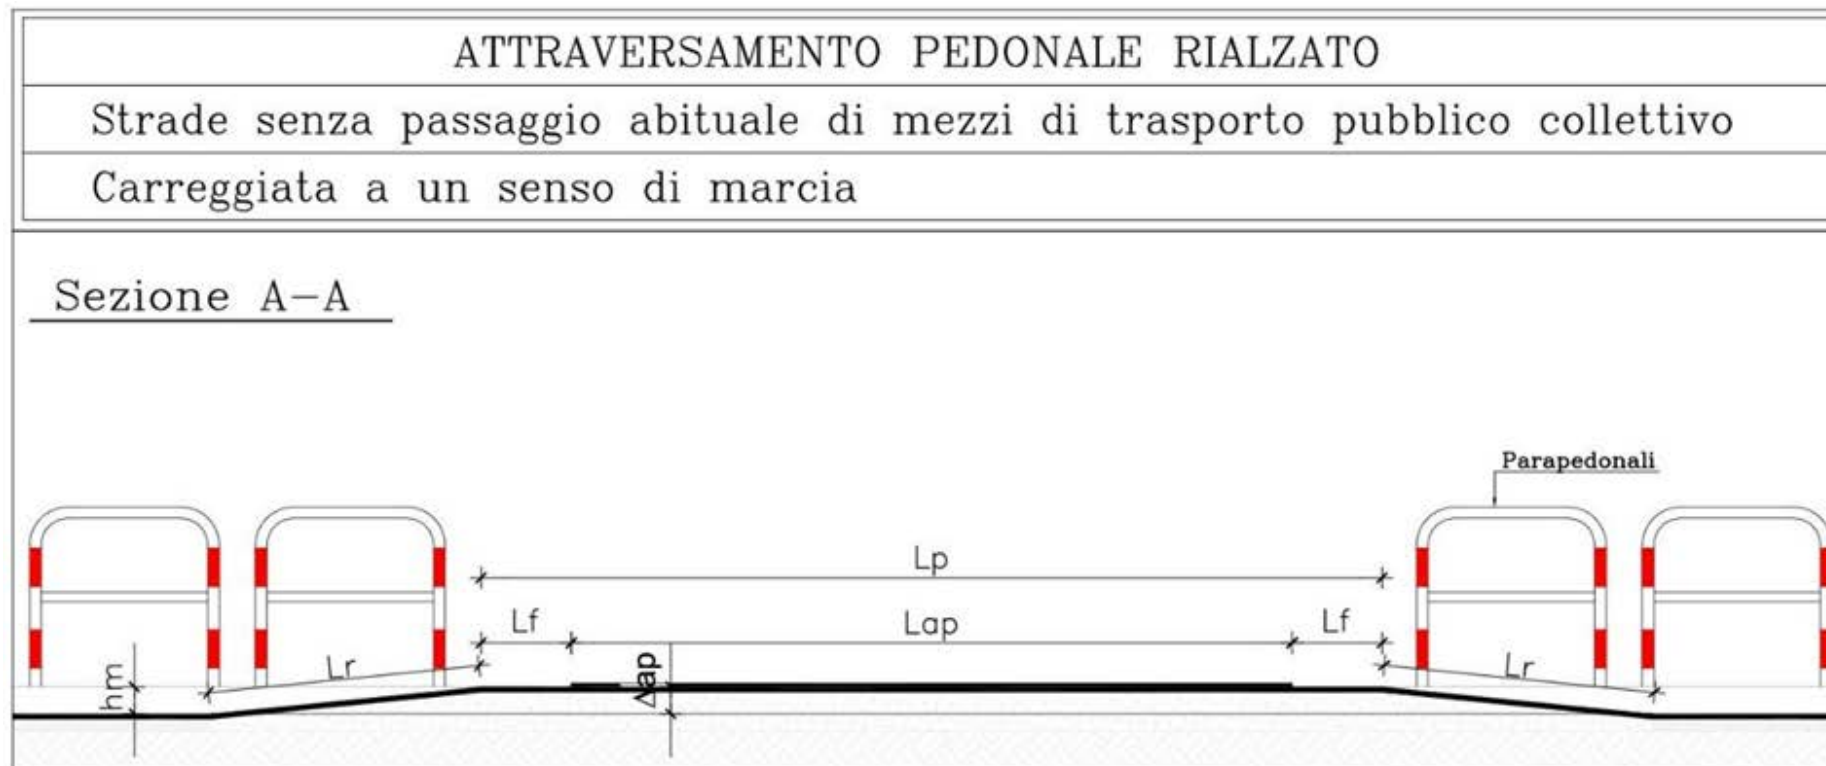 ATTRAVERSAMENTO PEDONALE RIALZATO
Strade senza passaggio abituale di mezzi di trasporto pubblico collettivo
Carreggiata a un senso di marcia
Sezione A-A
Parapedonali
Lp
Lf
Lap
Lf
hm
Lr
Δap
Lr